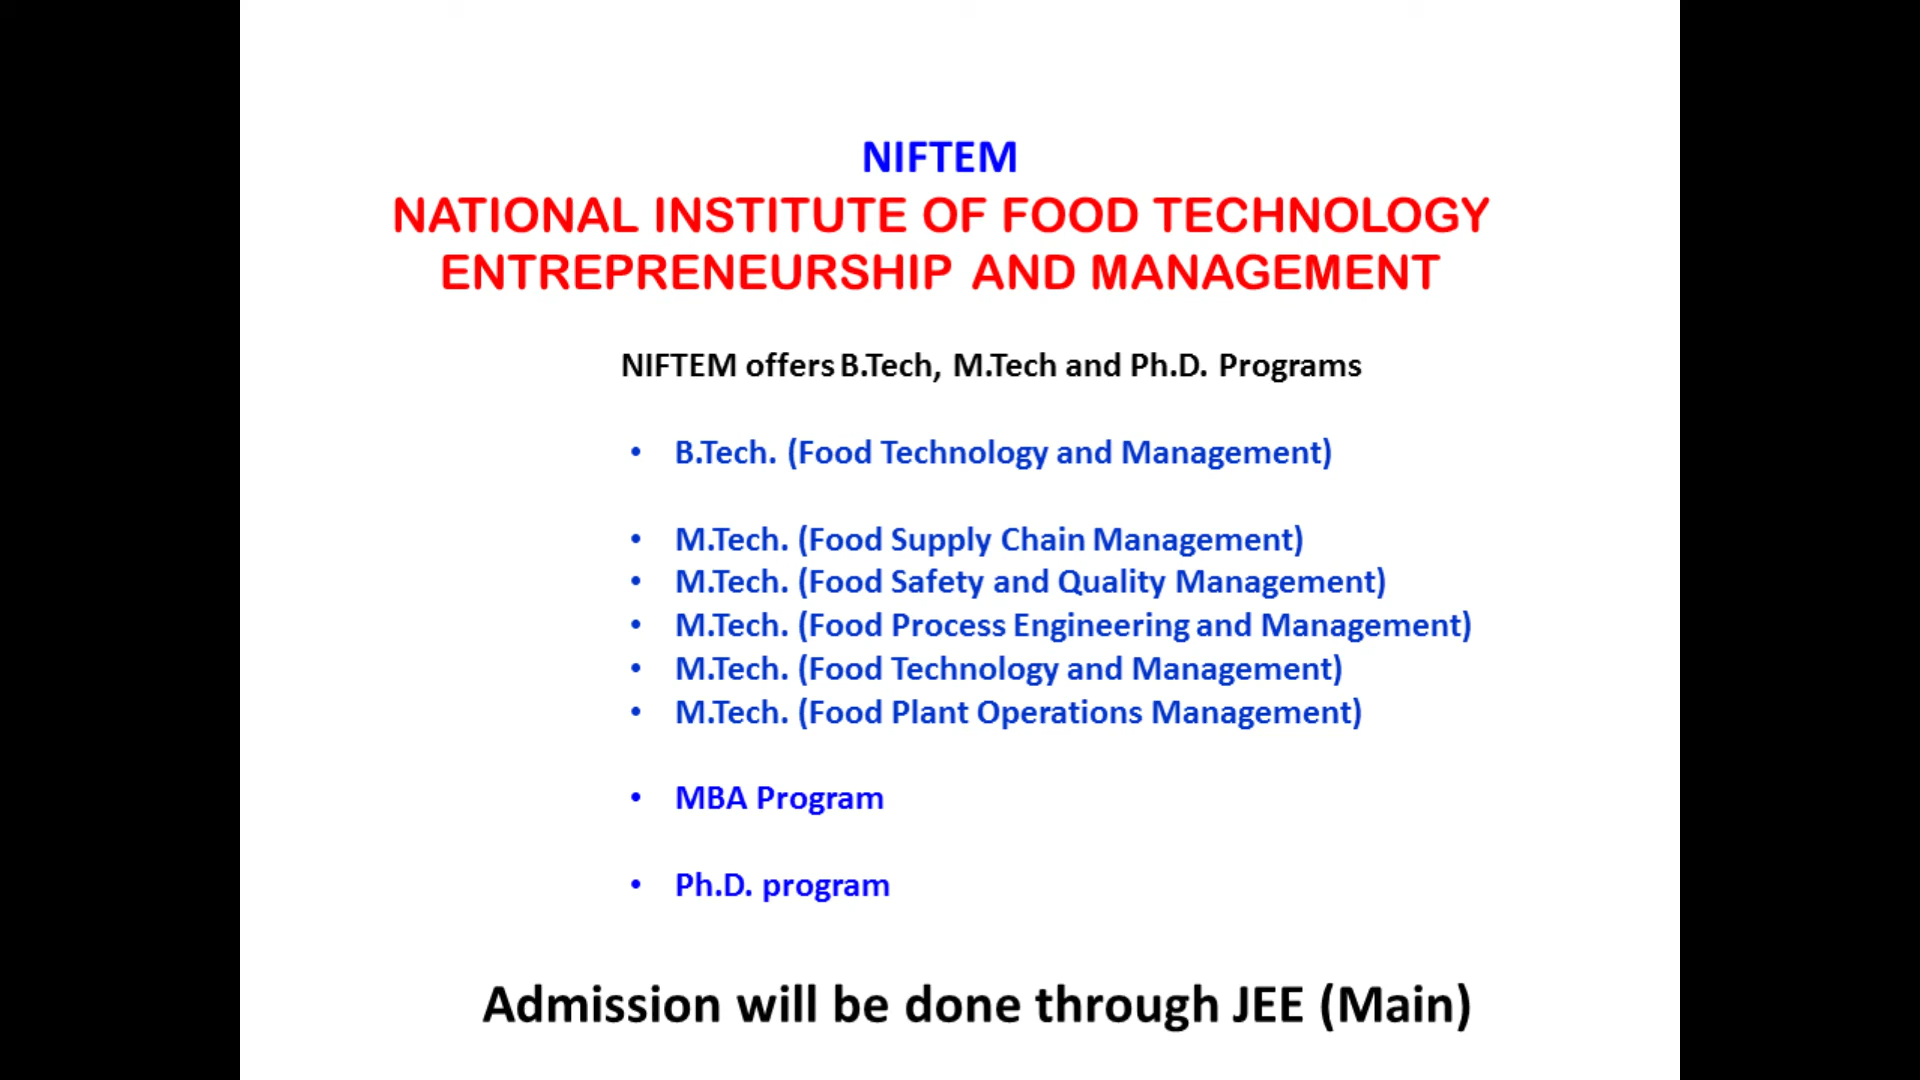 NIFTEM
NATIONAL INSTITUTE OF FOOD TECHNOLOGY
ENTREPRENEURSHIP AND MANAGEMENT
NIFTEM offers B.Tech, M.Tech and Ph.D. Programs
• B.Tech. (Food Technology and Management)
• M.Tech. (Food Supply Chain Management)
• M.Tech. (Food Safety and Quality Management)
• M.Tech. (Food Process Engineering and Management)
• M.Tech. (Food Technology and Management)
• M.Tech. (Food Plant Operations Management)
• MBA Program
• Ph.D. program
Admission will be done through JEE (Main)